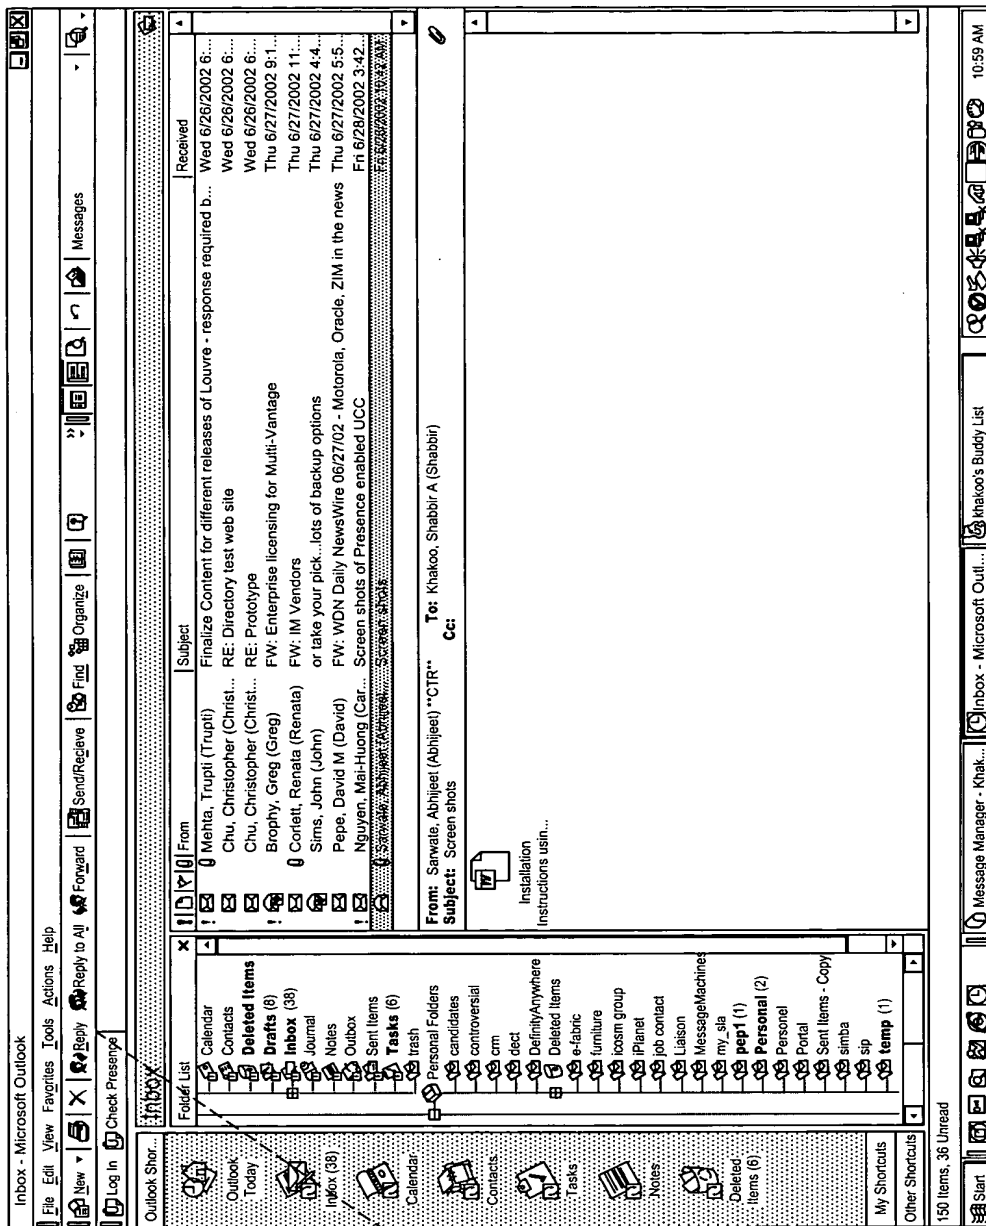 Inbox - Microsoft Outlook
File Edit View Favorites Tools Actions Help
New Reply Reply to All Forward Send/Recieve Find Organize Messages
Log In Check Presence
Inbox
Outlook Shor.
Outlook Today
Inbox (38)
Calendar
Contacts
Tasks
Notes
Deleted Items (6)
My Shortcuts
Other Shortcuts
Folder List
Calendar
Contacts
Deleted Items
Drafts (8)
Inbox (38)
Journal
Notes
Outbox
Sent Items
Tasks (6)
trash
Personal Folders
candidates
controversial
crm
dect
DefinityAnywhere
Deleted Items
e-fabric
furniture
icosm group
iPlanet
job contact
Liaison
MessageMachines
my_sla
pep1 (1)
Personal (2)
Personel
Portal
Sent Items - Copy
simba
sip
temp (1)
From Subject Received
Mehta, Trupti (Trupti) Finalize Content for different releases of Louvre - response required b... Wed 6/26/2002 6:...
Chu, Christopher (Christ... RE: Directory test web site Wed 6/26/2002 6:...
Chu, Christopher (Christ... RE: Prototype Wed 6/26/2002 6:...
Brophy, Greg (Greg) FW: Enterprise licensing for Multi-Vantage Thu 6/27/2002 9:1...
Corlett, Renata (Renata) FW: IM Vendors Thu 6/27/2002 11:...
Sims, John (John) or take your pick...lots of backup options Thu 6/27/2002 4:4...
Pepe, David M (David) FW: WDN Daily NewsWire 06/27/02 - Motorola, Oracle, ZIM in the news Thu 6/27/2002 5:5...
Nguyen, Mai-Huong (Car... Screen shots of Presence enabled UCC Fri 6/28/2002 3:42...
Sarwate, Abhijeet (Abhijeet) Screen shots Fri 6/28/2002 10:42 AM
From: Sarwate, Abhijeet (Abhijeet) **CTR** To: Khakoo, Shabbir A (Shabbir)
Subject: Screen shots Cc:
Installation
Instructions usin...
150 Items, 36 Unread
Start Message Manager - Khak... Inbox - Microsoft Outl... khakoo's Buddy List 10:59 AM